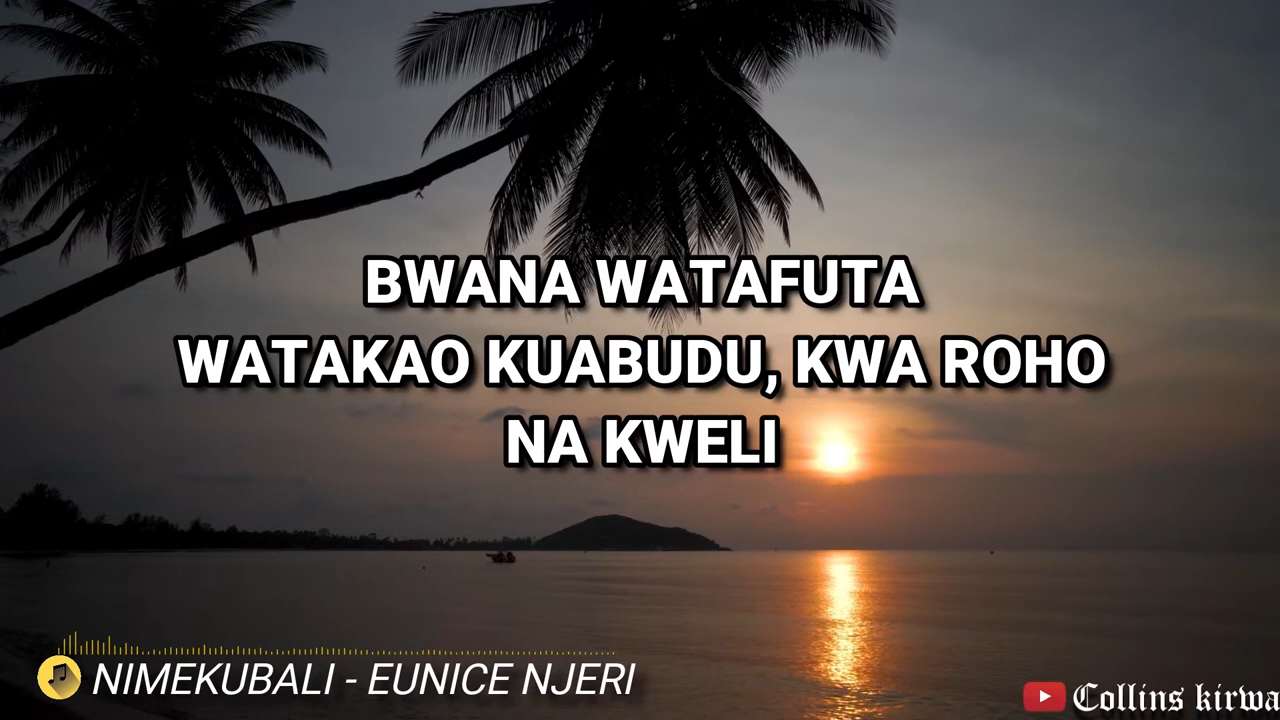 BWANA WATAFUTA
WATAKAO KUABUDU, KWA ROHO
NA KWELI
NIMEKUBALI - EUNICE NJERI
Collins kirwa